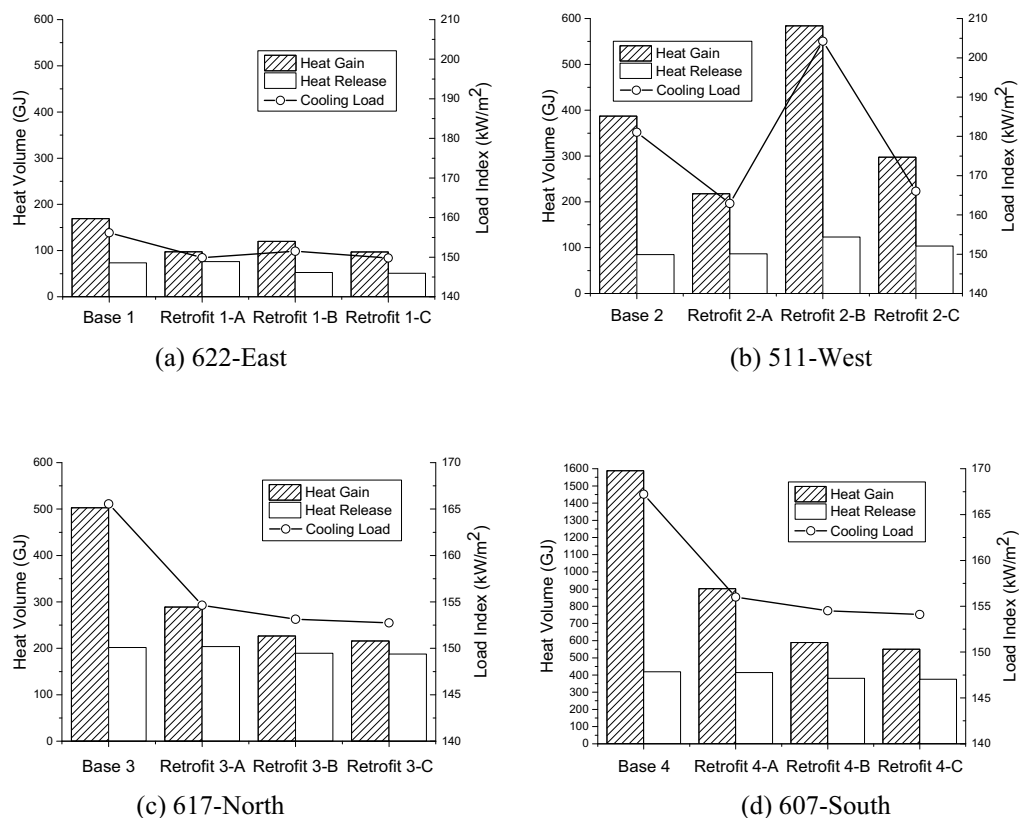 600
500
400
300
200
100
0
Heat Volume (GJ)
210
200
190
180
170
160
150
140
Load Index (kW/m²)
Heat Gain
Heat Release
Cooling Load
Base 1 Retrofit 1-A Retrofit 1-B Retrofit 1-C
(a) 622-East
600
500
400
300
200
100
0
Heat Volume (GJ)
210
200
190
180
170
160
150
140
Load Index (kW/m²)
Heat Gain
Heat Release
Cooling Load
Base 2 Retrofit 2-A Retrofit 2-B Retrofit 2-C
(b) 511-West
600
500
400
300
200
100
0
Heat Volume (GJ)
170
165
160
155
150
145
140
Load Index (kW/m²)
Heat Gain
Heat Release
Cooling Load
Base 3 Retrofit 3-A Retrofit 3-B Retrofit 3-C
(c) 617-North
1600
1500
1400
1300
1200
1100
1000
900
800
700
600
500
400
300
200
100
0
Heat Volume (GJ)
170
165
160
155
150
145
140
Load Index (kW/m²)
Heat Gain
Heat Release
Cooling Load
Base 4 Retrofit 4-A Retrofit 4-B Retrofit 4-C
(d) 607-South